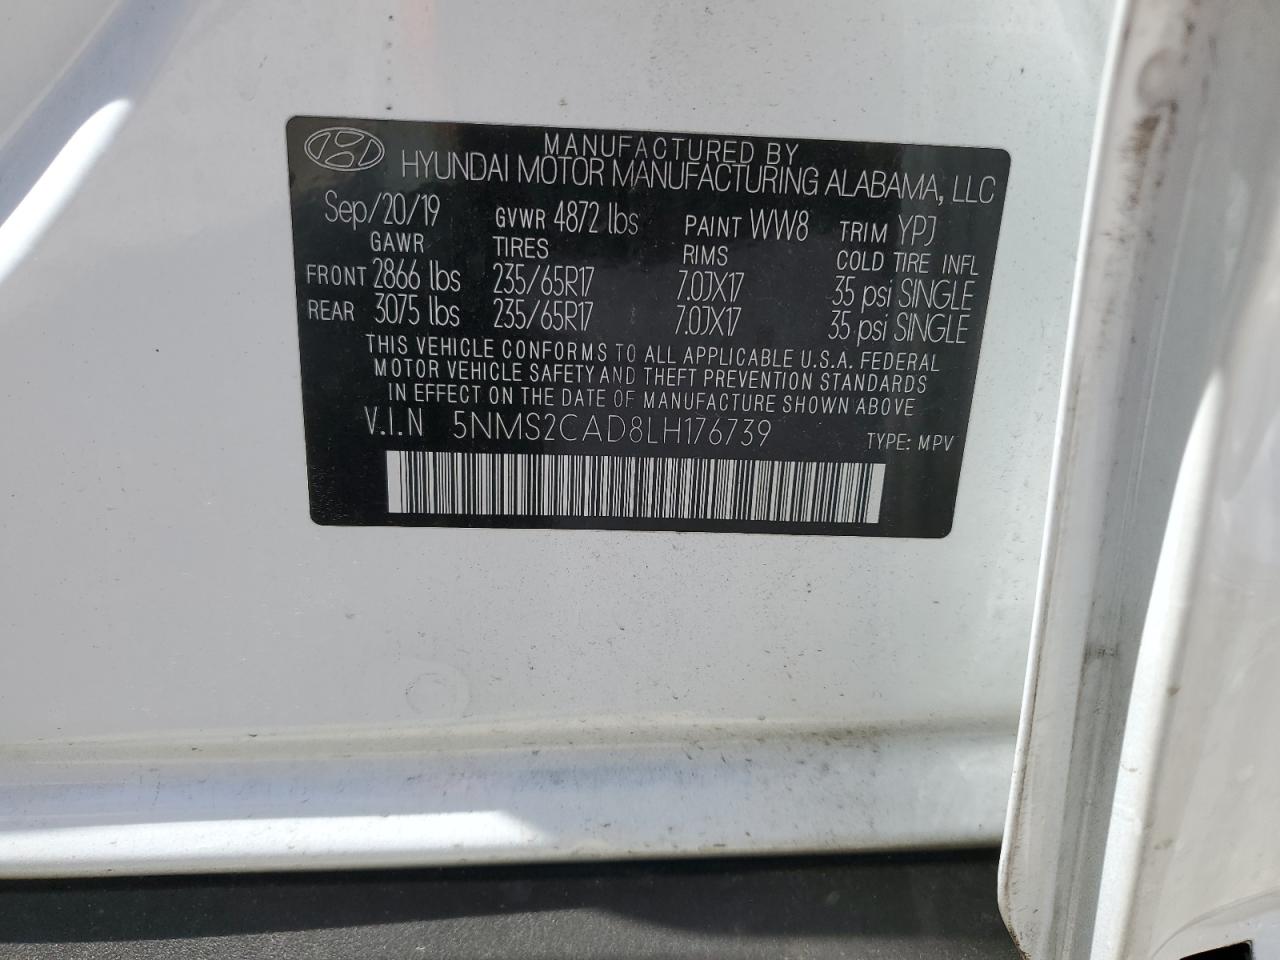 MANUFACTURED BY
HYUNDAI MOTOR MANUFACTURING ALABAMA, LLC
Sep/20/19 GVWR 4872 lbs PAINT WW8 TRIM YPJ
GAWR TIRES RIMS COLD TIRE INFL
FRONT 2866 lbs 235/65R17 7.0JX17 35 psi SINGLE
REAR 3075 lbs 235/65R17 7.0JX17 35 psi SINGLE
THIS VEHICLE CONFORMS TO ALL APPLICABLE U.S.A. FEDERAL
MOTOR VEHICLE SAFETY AND THEFT PREVENTION STANDARDS
IN EFFECT ON THE DATE OF MANUFACTURE SHOWN ABOVE
V.I.N 5NMS2CAD8LH176739 TYPE: MPV